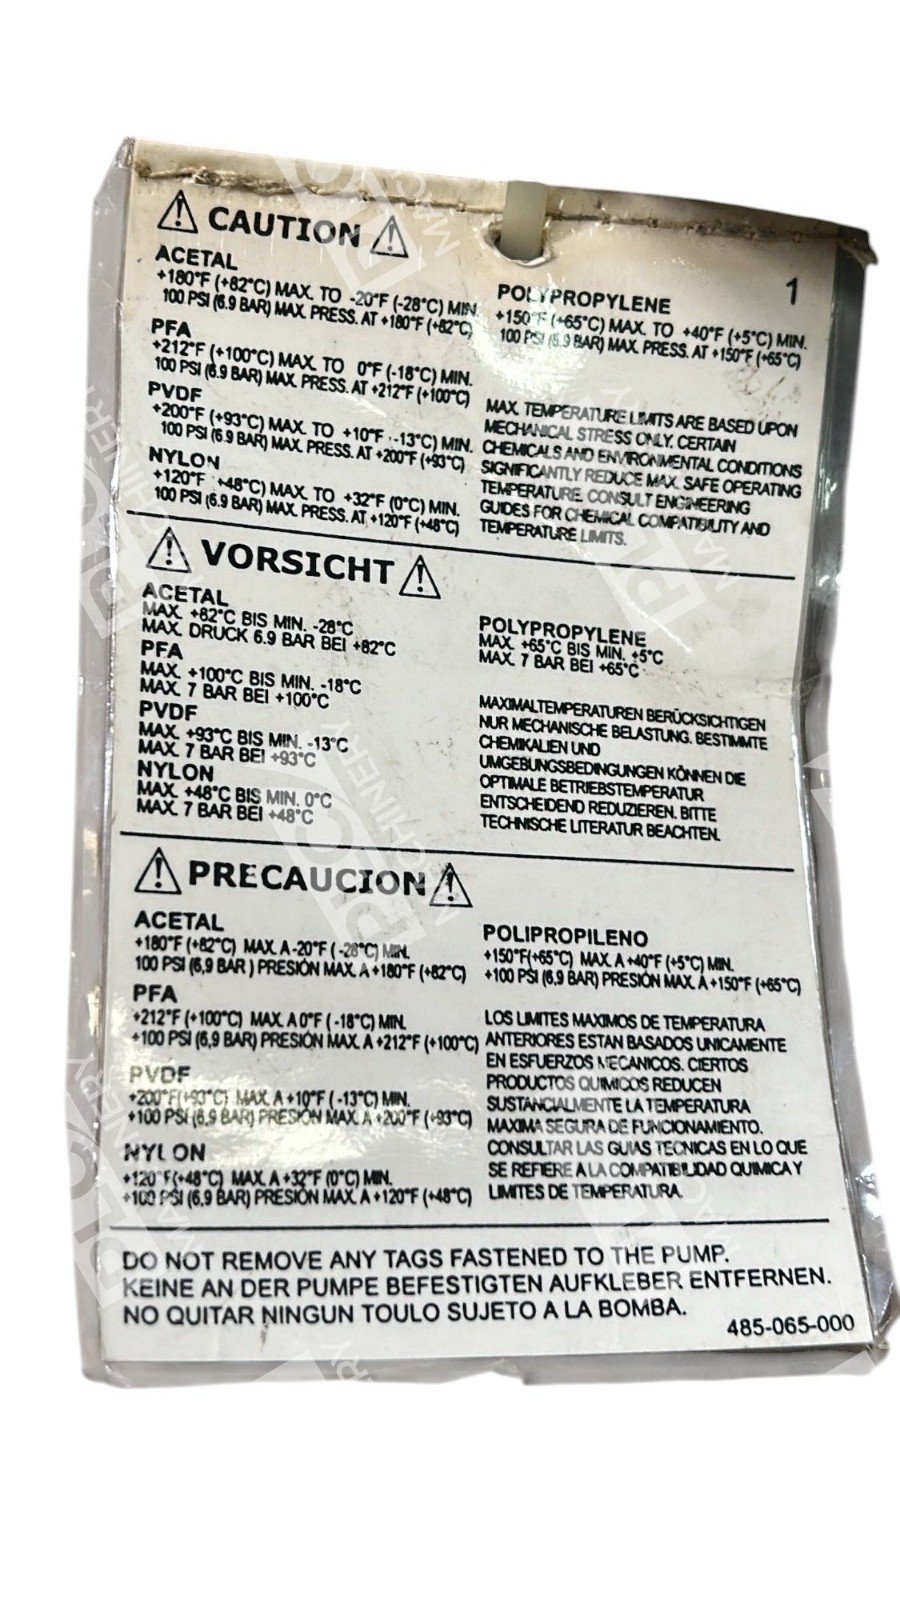 CAUTION
ACETAL
+180°F (+82°C) MAX. TO -20°F (-28°C) MIN.
100 PSI (6.9 BAR) MAX. PRESS. AT +180°F (+82°C)
PFA
+212°F (+100°C) MAX. TO 0°F (-18°C) MIN.
100 PSI (6.9 BAR) MAX. PRESS. AT +212°F (+100°C)
PVDF
+200°F (+93°C) MAX. TO +10°F -13°C) MIN.
100 PSI (6.9 BAR) MAX. PRESS. AT +200°F (+93°C)
NYLON
+120°F +48°C) MAX. TO +32°F (0°C) MIN.
100 PSI (6.9 BAR) MAX. PRESS. AT +120°F (+48°C)
1
POLYPROPYLENE
+150°F (+65°C) MAX. TO +40°F (+5°C) MIN.
100 PSI (6.9 BAR) MAX. PRESS. AT +150°F (+65°C)
MAX. TEMPERATURE LIMITS ARE BASED UPON
MECHANICAL STRESS ONLY. CERTAIN
CHEMICALS AND ENVIRONMENTAL CONDITIONS
SIGNIFICANTLY REDUCE MAX. SAFE OPERATING
TEMPERATURE. CONSULT ENGINEERING
GUIDES FOR CHEMICAL COMPATIBILITY AND
TEMPERATURE LIMITS.
VORSICHT
ACETAL
MAX. +82°C BIS MIN. -28°C
MAX. DRUCK 6.9 BAR BEI +82°C
PFA
MAX. +100°C BIS MIN. -18°C
MAX. 7 BAR BEI +100°C
PVDF
MAX. +93°C BIS MIN. -13°C
MAX. 7 BAR BEI +93°C
NYLON
MAX. +48°C BIS MIN. 0°C
MAX. 7 BAR BEI +48°C
POLYPROPYLENE
MAX. +65°C BIS MIN. +5°C
MAX. 7 BAR BEI +65°C
MAXIMALTEMPERATUREN BERÜCKSICHTIGEN
NUR MECHANISCHE BELASTUNG. BESTIMMTE
CHEMIKALIEN UND
UMGEBUNGSBEDINGUNGEN KÖNNEN DIE
OPTIMALE BETRIEBSTEMPERATUR
ENTSCHEIDEND REDUZIEREN. BITTE
TECHNISCHE LITERATUR BEACHTEN.
PRECAUCION
ACETAL
+180°F (+82°C) MAX. A -20°F ( -28°C) MIN.
100 PSI (6,9 BAR ) PRESIÓN MAX. A +180°F (+82°C)
PFA
+212°F (+100°C) MAX. A 0°F ( -18°C) MIN.
+100 PSI (6,9 BAR) PRESIÓN MAX. A +212°F (+100°C)
PVDF
+200°F(+93°C) MAX. A +10°F ( -13°C) MIN.
+100 PSI (6,9 BAR) PRESIÓN MAX. A +200°F (+93°C)
NYLON
+120°F(+48°C) MAX. A +32°F (0°C) MIN.
+100 PSI (6,9 BAR) PRESIÓN MAX. A +120°F (+48°C)
POLIPROPILENO
+150°F(+65°C) MAX. A +40°F (+5°C) MIN.
+100 PSI (6,9 BAR) PRESIÓN MAX. A +150°F (+65°C)
LOS LIMITES MAXIMOS DE TEMPERATURA
ANTERIORES ESTAN BASADOS UNICAMENTE
EN ESFUERZOS MECANICOS. CIERTOS
PRODUCTOS QUIMICOS REDUCEN
SUSTANCIALMENTE LA TEMPERATURA
MAXIMA SEGURA DE FUNCIONAMIENTO.
CONSULTAR LAS GUIAS TECNICAS EN LO QUE
SE REFIERE A LA COMPATIBILIDAD QUIMICA Y
LIMITES DE TEMPERATURA.
DO NOT REMOVE ANY TAGS FASTENED TO THE PUMP.
KEINE AN DER PUMPE BEFESTIGTEN AUFKLEBER ENTFERNEN.
NO QUITAR NINGUN TOULO SUJETO A LA BOMBA.
485-065-000